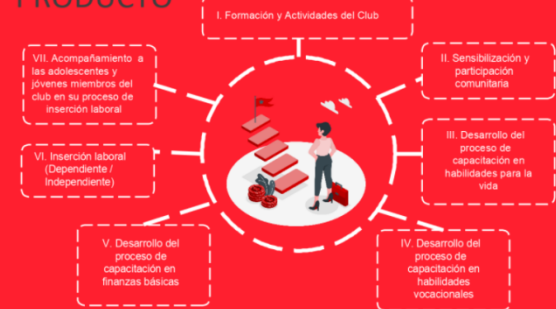 PRODUCTO
I. Formación y Actividades del Club
II. Sensibilización y
participación
comunitaria
III. Desarrollo del
proceso de
capacitación en
habilidades para la
vida
IV. Desarrollo del
proceso de
capacitación en
habilidades
vocacionales
V. Desarrollo del
proceso de
capacitación en
finanzas básicas
VI. Inserción laboral
(Dependiente /
Independiente)
VII. Acompañamiento a
las adolescentes y
jóvenes miembros del
club en su proceso de
inserción laboral